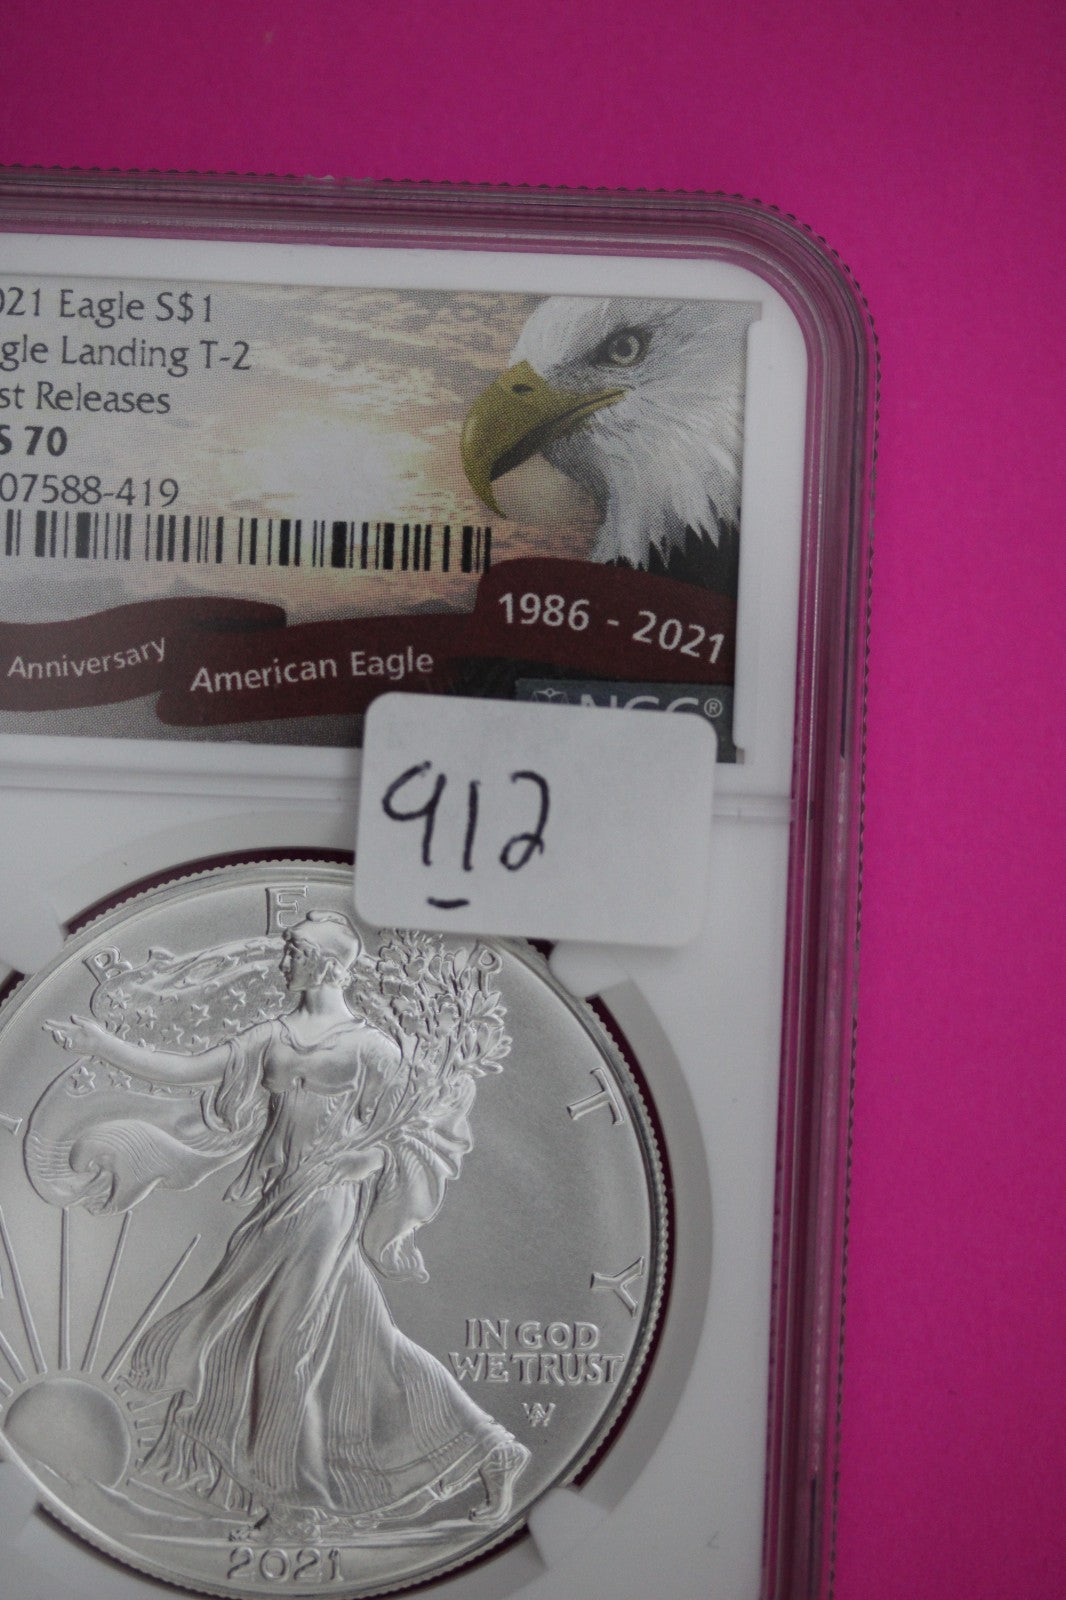 021 Eagle S$1
gle Landing T-2
st Releases
S 70
07588-419
Anniversary American Eagle 1986 - 2021
NGC®
912
LIBERTY
IN GOD
WE TRUST
2021